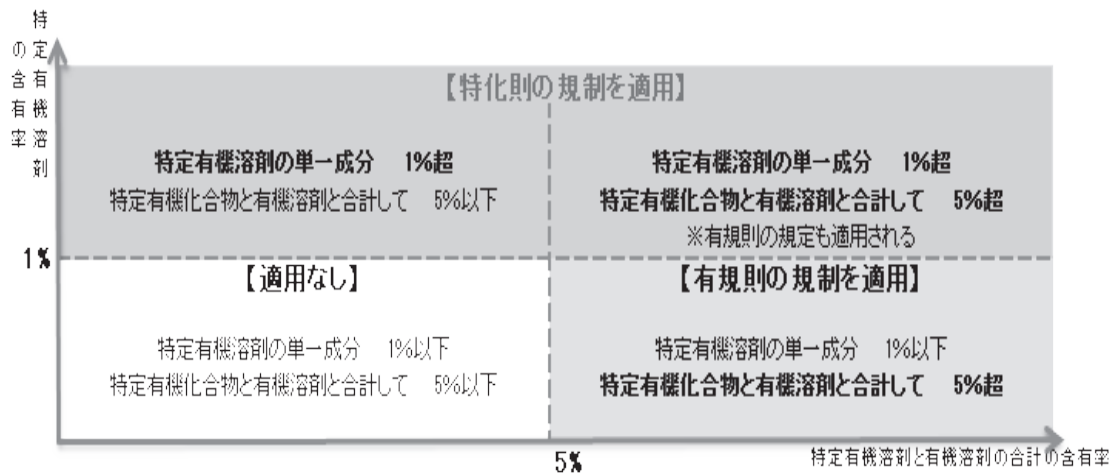 特定有機溶剤
の含有率
【特化則の規制を適用】
特定有機溶剤の単一成分 1%超
特定有機化合物と有機溶剤と合計して 5%以下
特定有機溶剤の単一成分 1%超
特定有機化合物と有機溶剤と合計して 5%超
※有規則の規定も適用される
1%
【適用なし】
特定有機溶剤の単一成分 1%以下
特定有機化合物と有機溶剤と合計して 5%以下
【有規則の規制を適用】
特定有機溶剤の単一成分 1%以下
特定有機化合物と有機溶剤と合計して 5%超
5%
特定有機溶剤と有機溶剤の合計の含有率